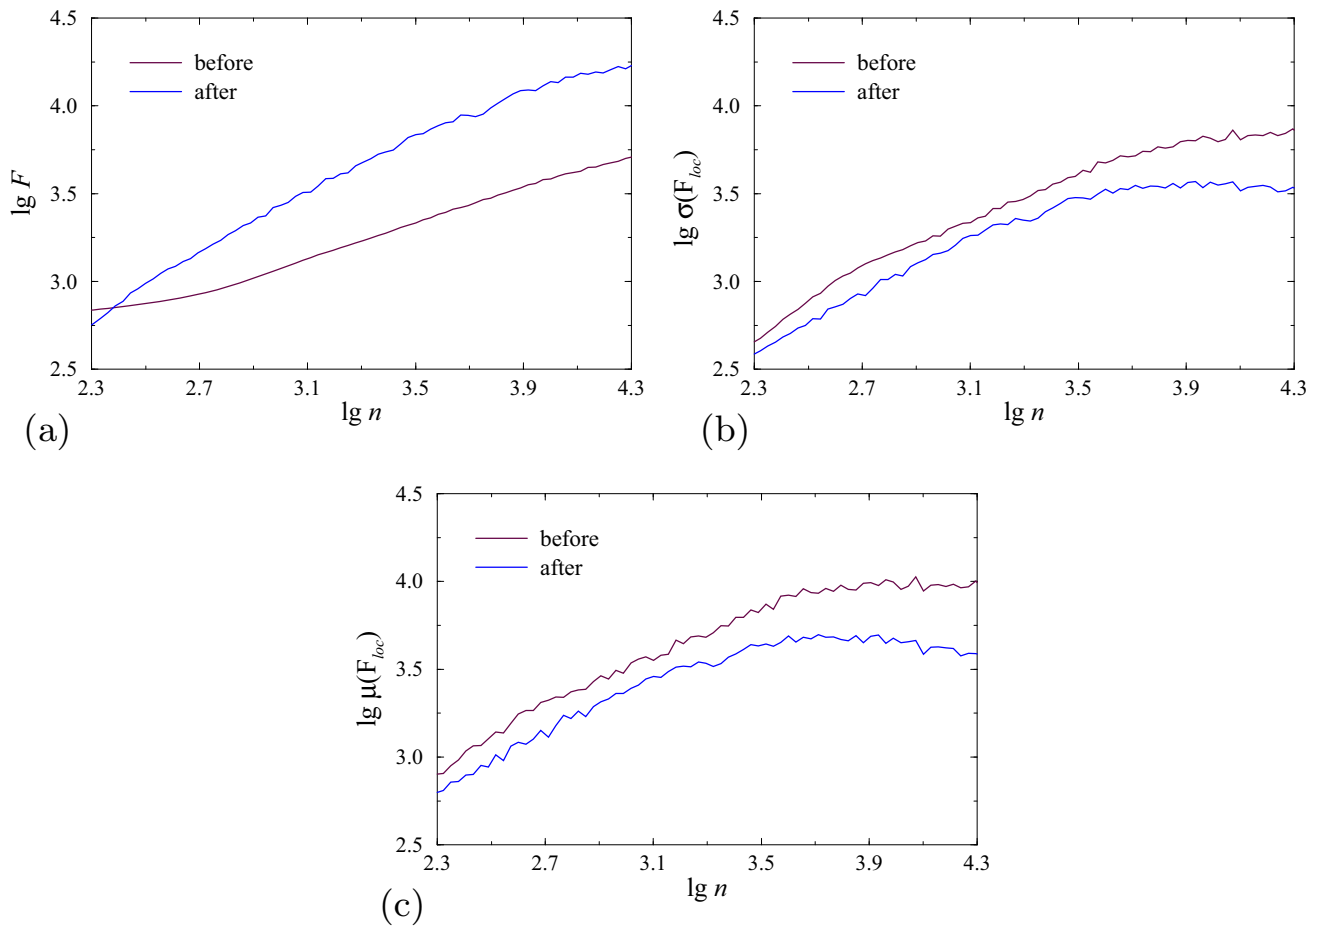 4.5
4.0
3.5
3.0
2.5
lg F
before
after
2.3 2.7 3.1 3.5 3.9 4.3
lg n
(a)
4.5
4.0
3.5
3.0
2.5
lg σ(F_loc)
before
after
2.3 2.7 3.1 3.5 3.9 4.3
lg n
(b)
4.5
4.0
3.5
3.0
2.5
lg μ(F_loc)
before
after
2.3 2.7 3.1 3.5 3.9 4.3
lg n
(c)